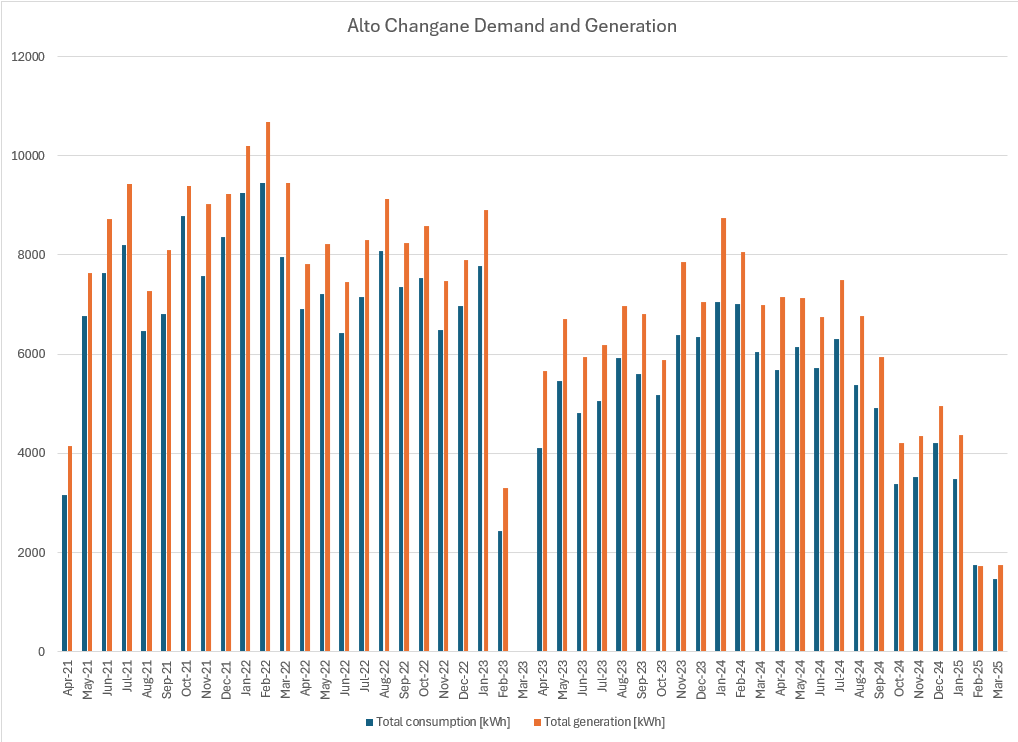 Alto Changane Demand and Generation
12000
10000
8000
6000
4000
2000
0
Apr-21 May-21 Jun-21 Jul-21 Aug-21 Sep-21 Oct-21 Nov-21 Dec-21 Jan-22 Feb-22 Mar-22 Apr-22 May-22 Jun-22 Jul-22 Aug-22 Sep-22 Oct-22 Nov-22 Dec-22 Jan-23 Feb-23 Mar-23 Apr-23 May-23 Jun-23 Jul-23 Aug-23 Sep-23 Oct-23 Nov-23 Dec-23 Jan-24 Feb-24 Mar-24 Apr-24 May-24 Jun-24 Jul-24 Aug-24 Sep-24 Oct-24 Nov-24 Dec-24 Jan-25 Feb-25 Mar-25
Total consumption [kWh] Total generation [kWh]